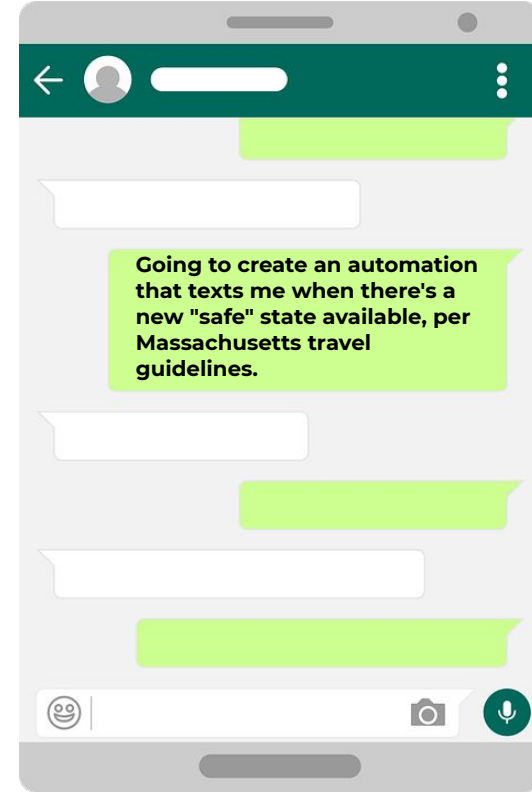 Going to create an automation
that texts me when there's a
new "safe" state available, per
Massachusetts travel
guidelines.